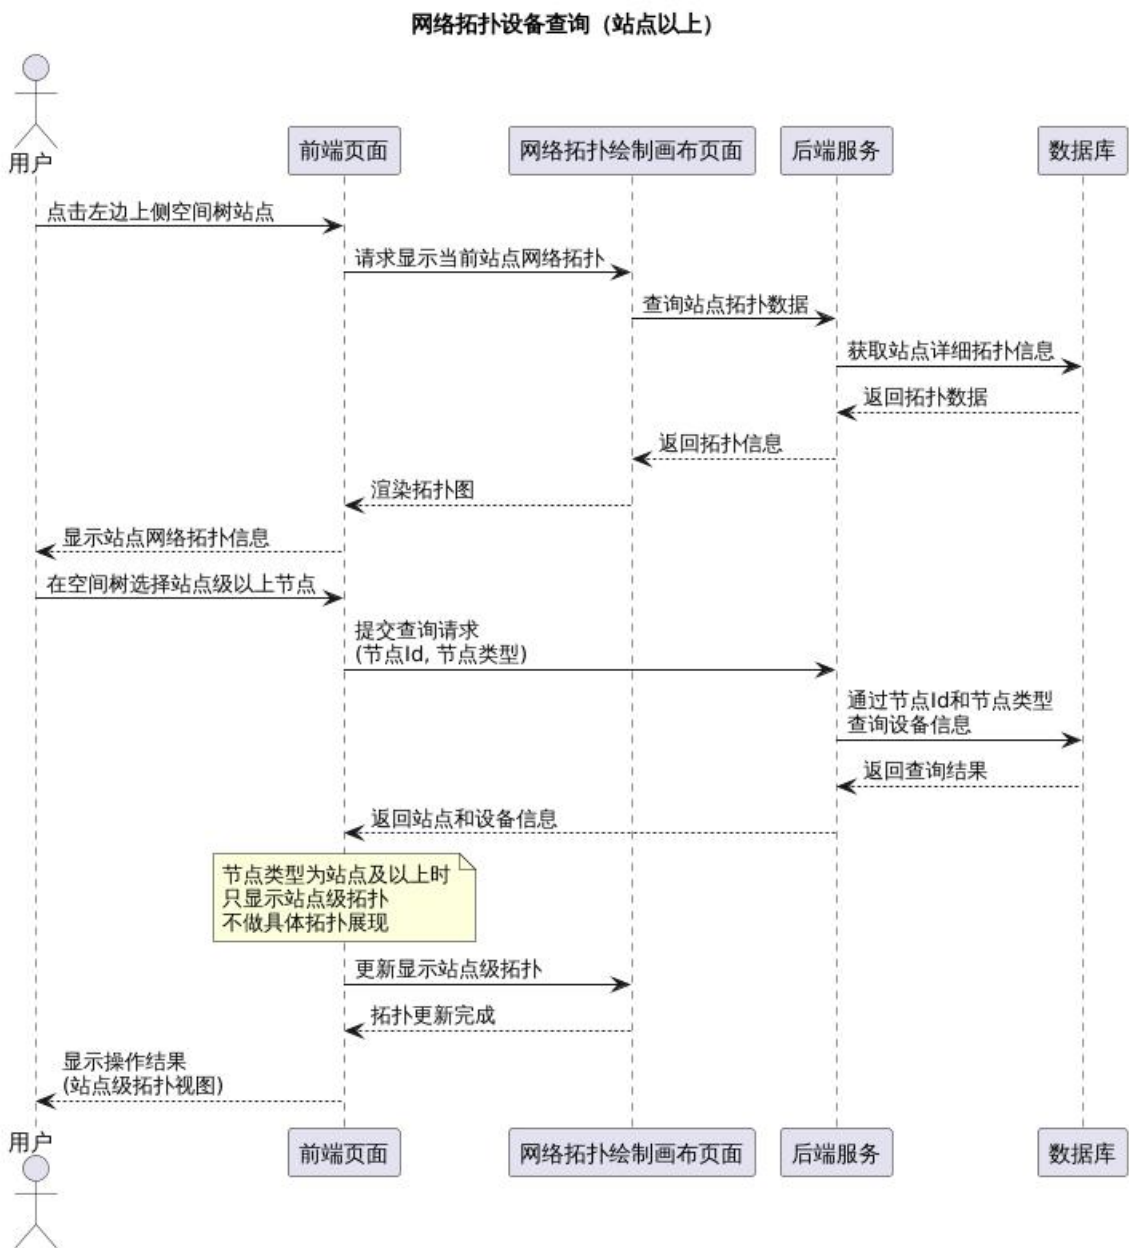 网络拓扑设备查询（站点以上）
用户
前端页面
网络拓扑绘制画布页面
后端服务
数据库
点击左边上侧空间树站点
请求显示当前站点网络拓扑
查询站点拓扑数据
获取站点详细拓扑信息
返回拓扑数据
返回拓扑信息
渲染拓扑图
显示站点网络拓扑信息
在空间树选择站点级以上节点
提交查询请求
(节点Id, 节点类型)
通过节点Id和节点类型
查询设备信息
返回查询结果
返回站点和设备信息
节点类型为站点及以上时
只显示站点级拓扑
不做具体拓扑展现
更新显示站点级拓扑
拓扑更新完成
显示操作结果
(站点级拓扑视图)
用户
前端页面
网络拓扑绘制画布页面
后端服务
数据库